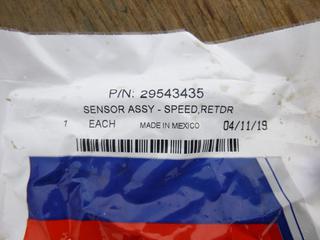 P/N: 29543435
SENSOR ASSY - SPEED,RETDR
1 EACH MADE IN MEXICO 04/11/19